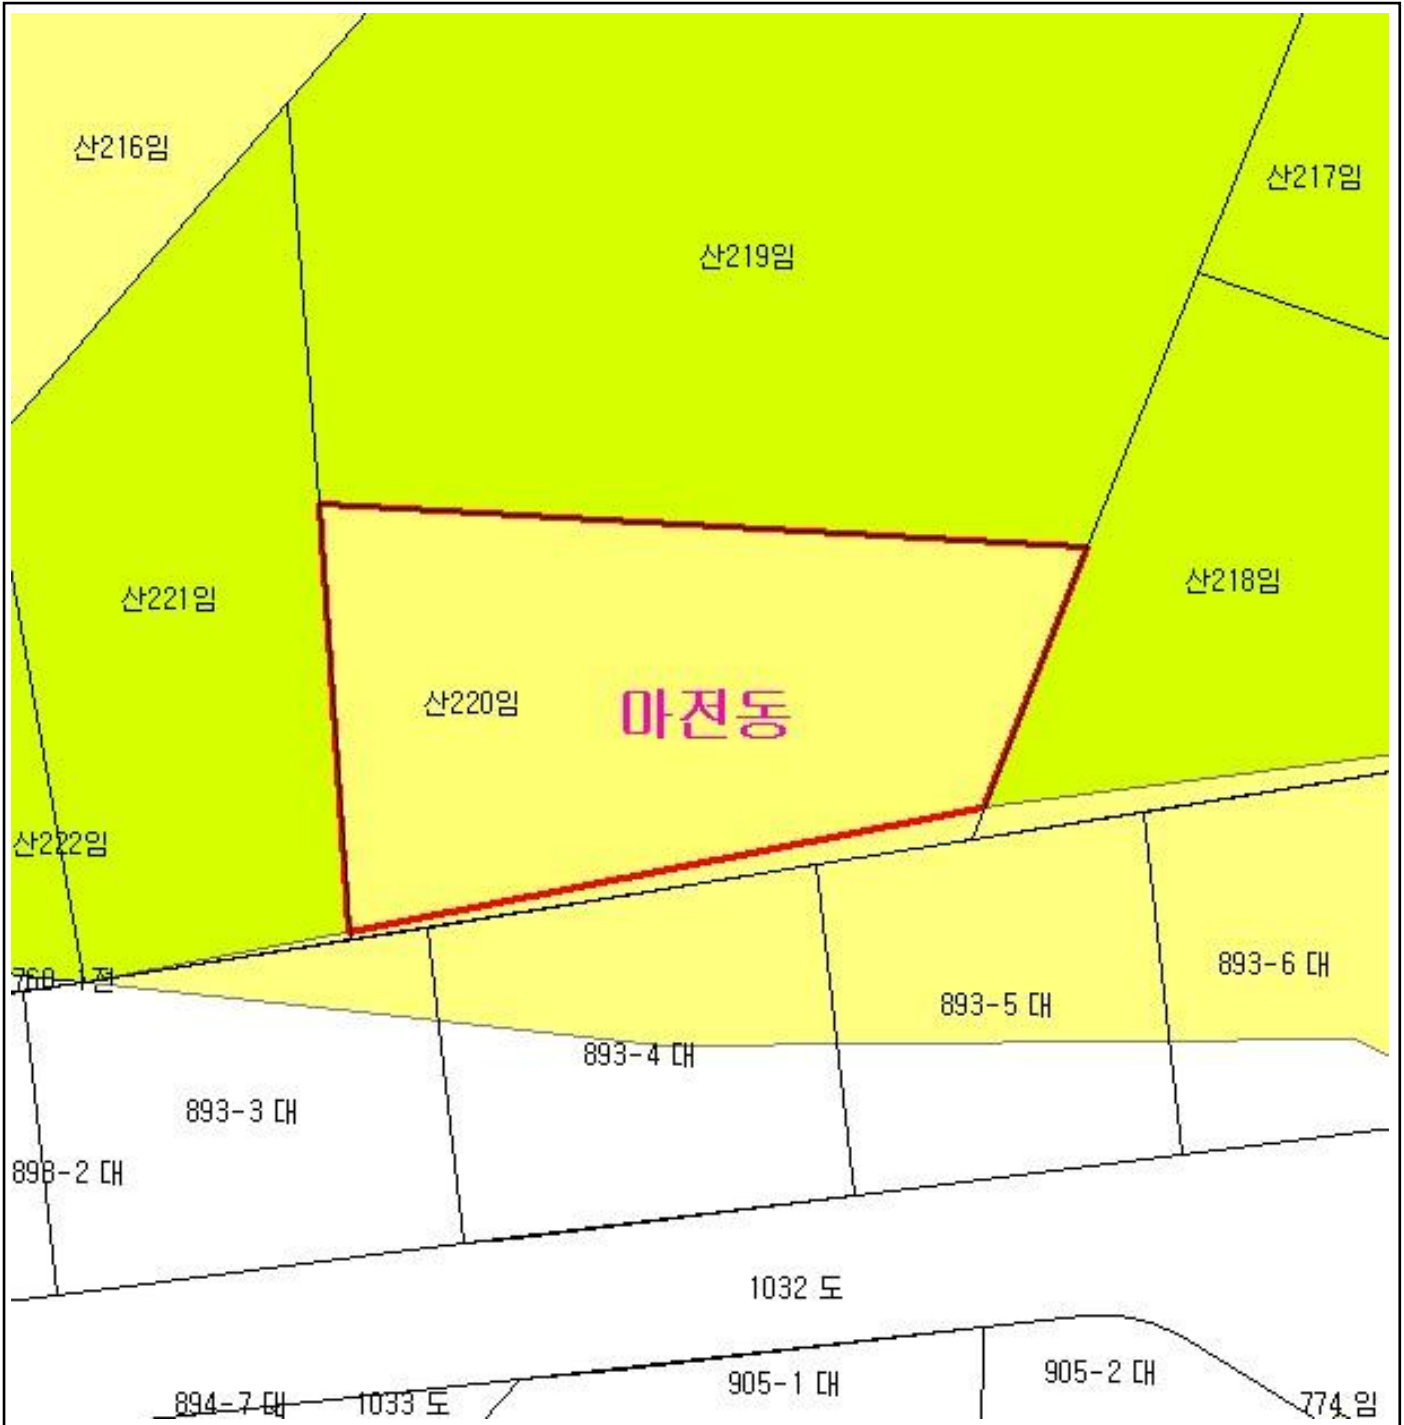 산216임
산217임
산219임
산218임
산221임
산220임
마전동
산222임
893-6 대
893-5 대
893-4 대
893-3 대
893-2 대
1032 도
905-2 대
905-1 대
894-7 대
1033 도
774 임